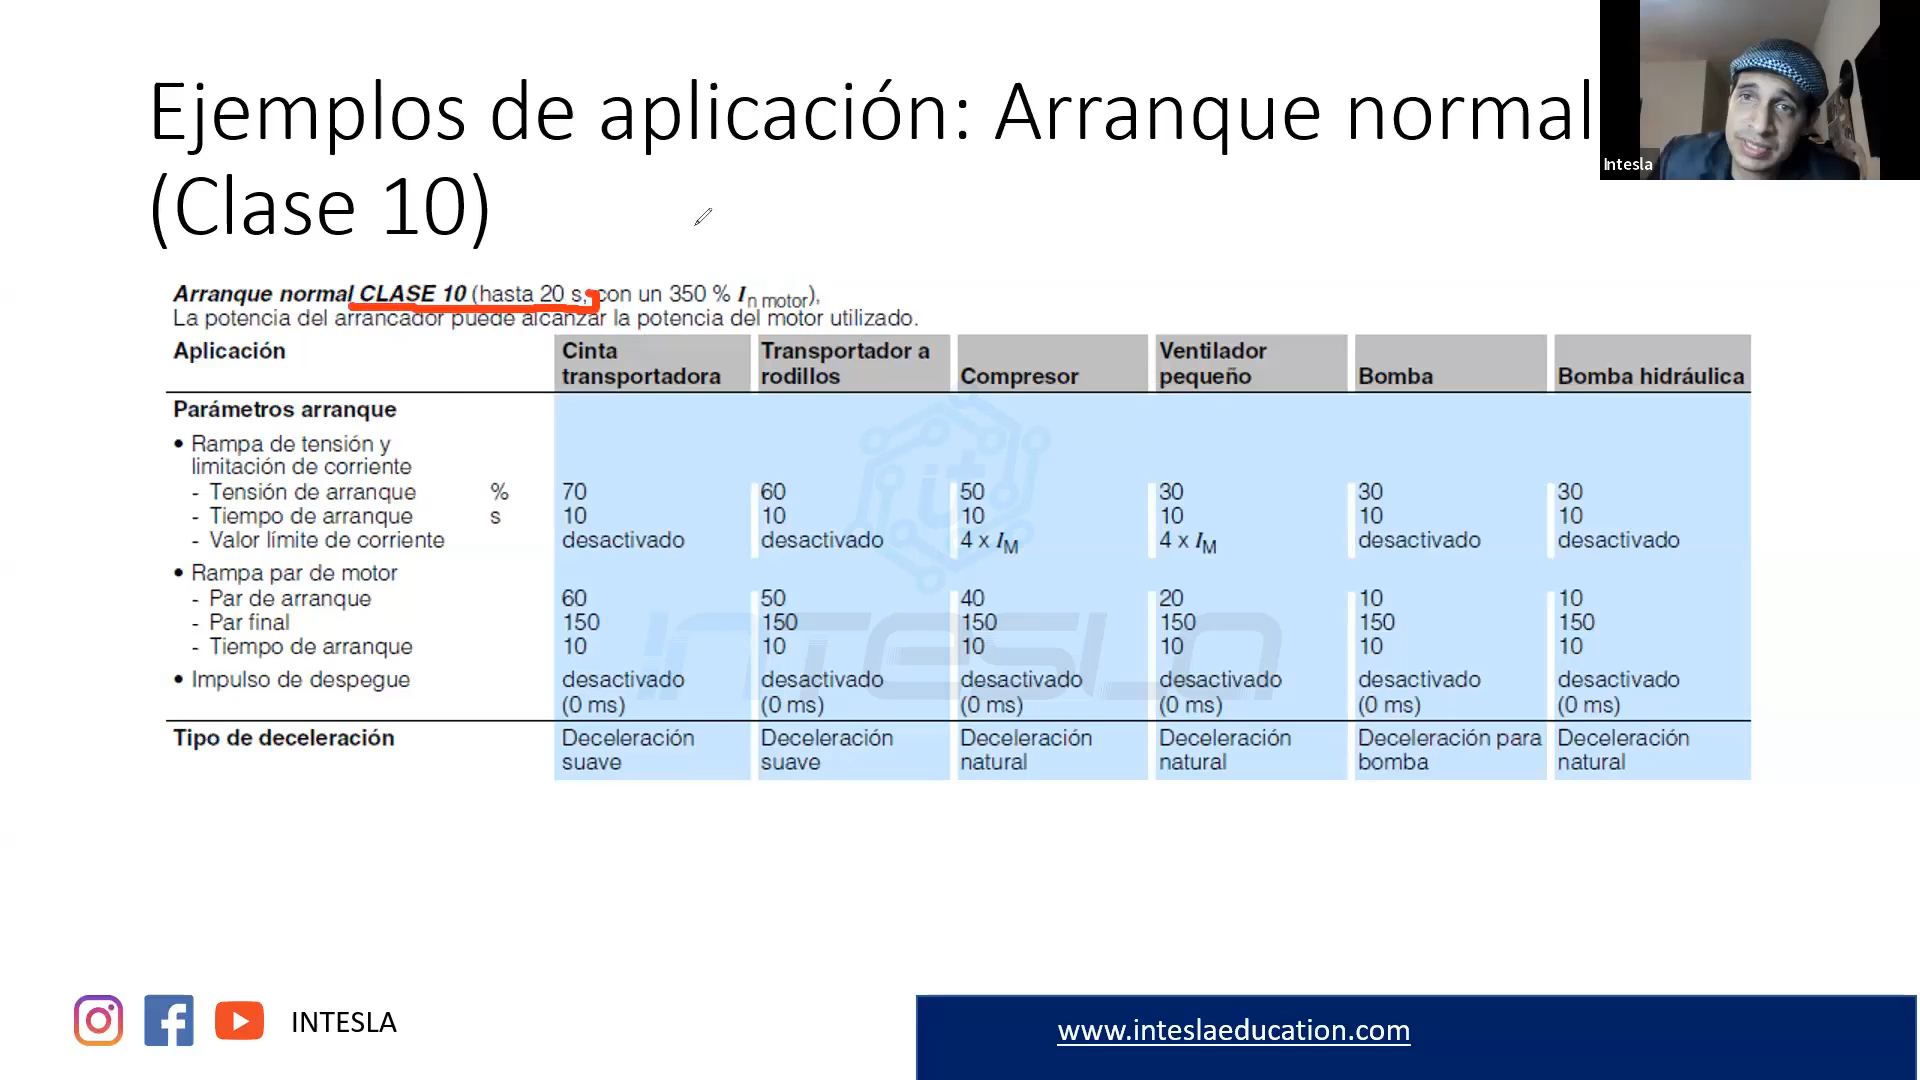 Ejemplos de aplicación: Arranque normal
(Clase 10)
Intesla
Arranque normal CLASE 10 (hasta 20 s, con un 350 % In motor),
La potencia del arrancador puede alcanzar la potencia del motor utilizado.
Aplicación Cinta transportadora Transportador a rodillos Compresor Ventilador pequeño Bomba Bomba hidráulica
Parámetros arranque
• Rampa de tensión y
limitación de corriente
- Tensión de arranque % 70 60 50 30 30 30
- Tiempo de arranque s 10 10 10 10 10 10
- Valor límite de corriente desactivado desactivado 4 x IM 4 x IM desactivado desactivado
• Rampa par de motor
- Par de arranque 60 50 40 20 10 10
- Par final 150 150 150 150 150 150
- Tiempo de arranque 10 10 10 10 10 10
• Impulso de despegue desactivado desactivado desactivado desactivado desactivado desactivado
(0 ms) (0 ms) (0 ms) (0 ms) (0 ms) (0 ms)
Tipo de deceleración Deceleración suave Deceleración suave Deceleración natural Deceleración natural Deceleración para bomba Deceleración natural
INTESLA
INTESLA
www.inteslaeducation.com